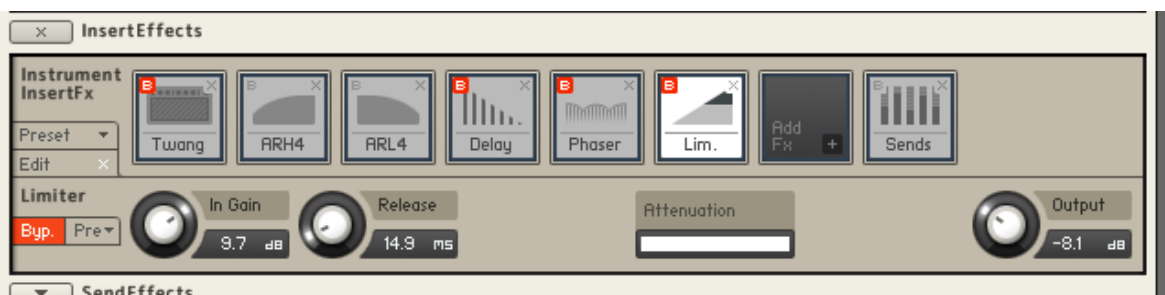 InsertEffects
Instrument
InsertFx
Preset
Edit
B
Twang
B
ARH4
B
ARL4
B
Delay
B
Phaser
B
Lim.
Add
Fx +
B
Sends
Limiter
Byp. Pre
In Gain
9.7 dB
Release
14.9 ms
Attenuation
Output
-8.1 dB
SendEffects